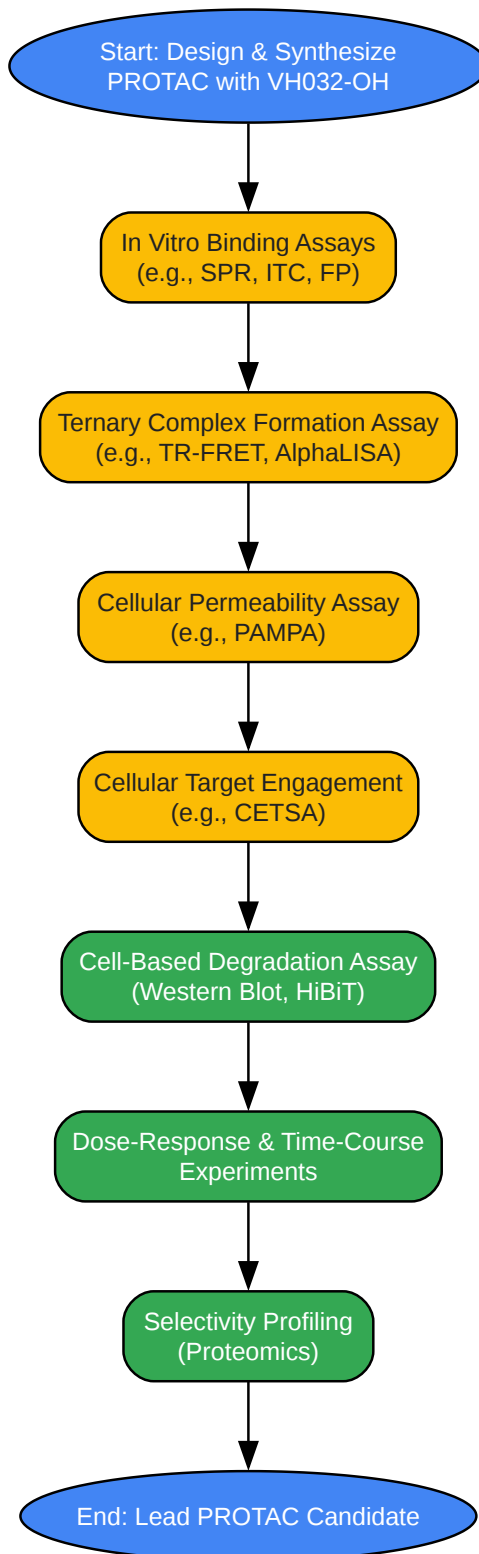 Start: Design & Synthesize
PROTAC with VH032-OH
In Vitro Binding Assays
(e.g., SPR, ITC, FP)
Ternary Complex Formation Assay
(e.g., TR-FRET, AlphaLISA)
Cellular Permeability Assay
(e.g., PAMPA)
Cellular Target Engagement
(e.g., CETSA)
Cell-Based Degradation Assay
(Western Blot, HiBiT)
Dose-Response & Time-Course
Experiments
Selectivity Profiling
(Proteomics)
End: Lead PROTAC Candidate